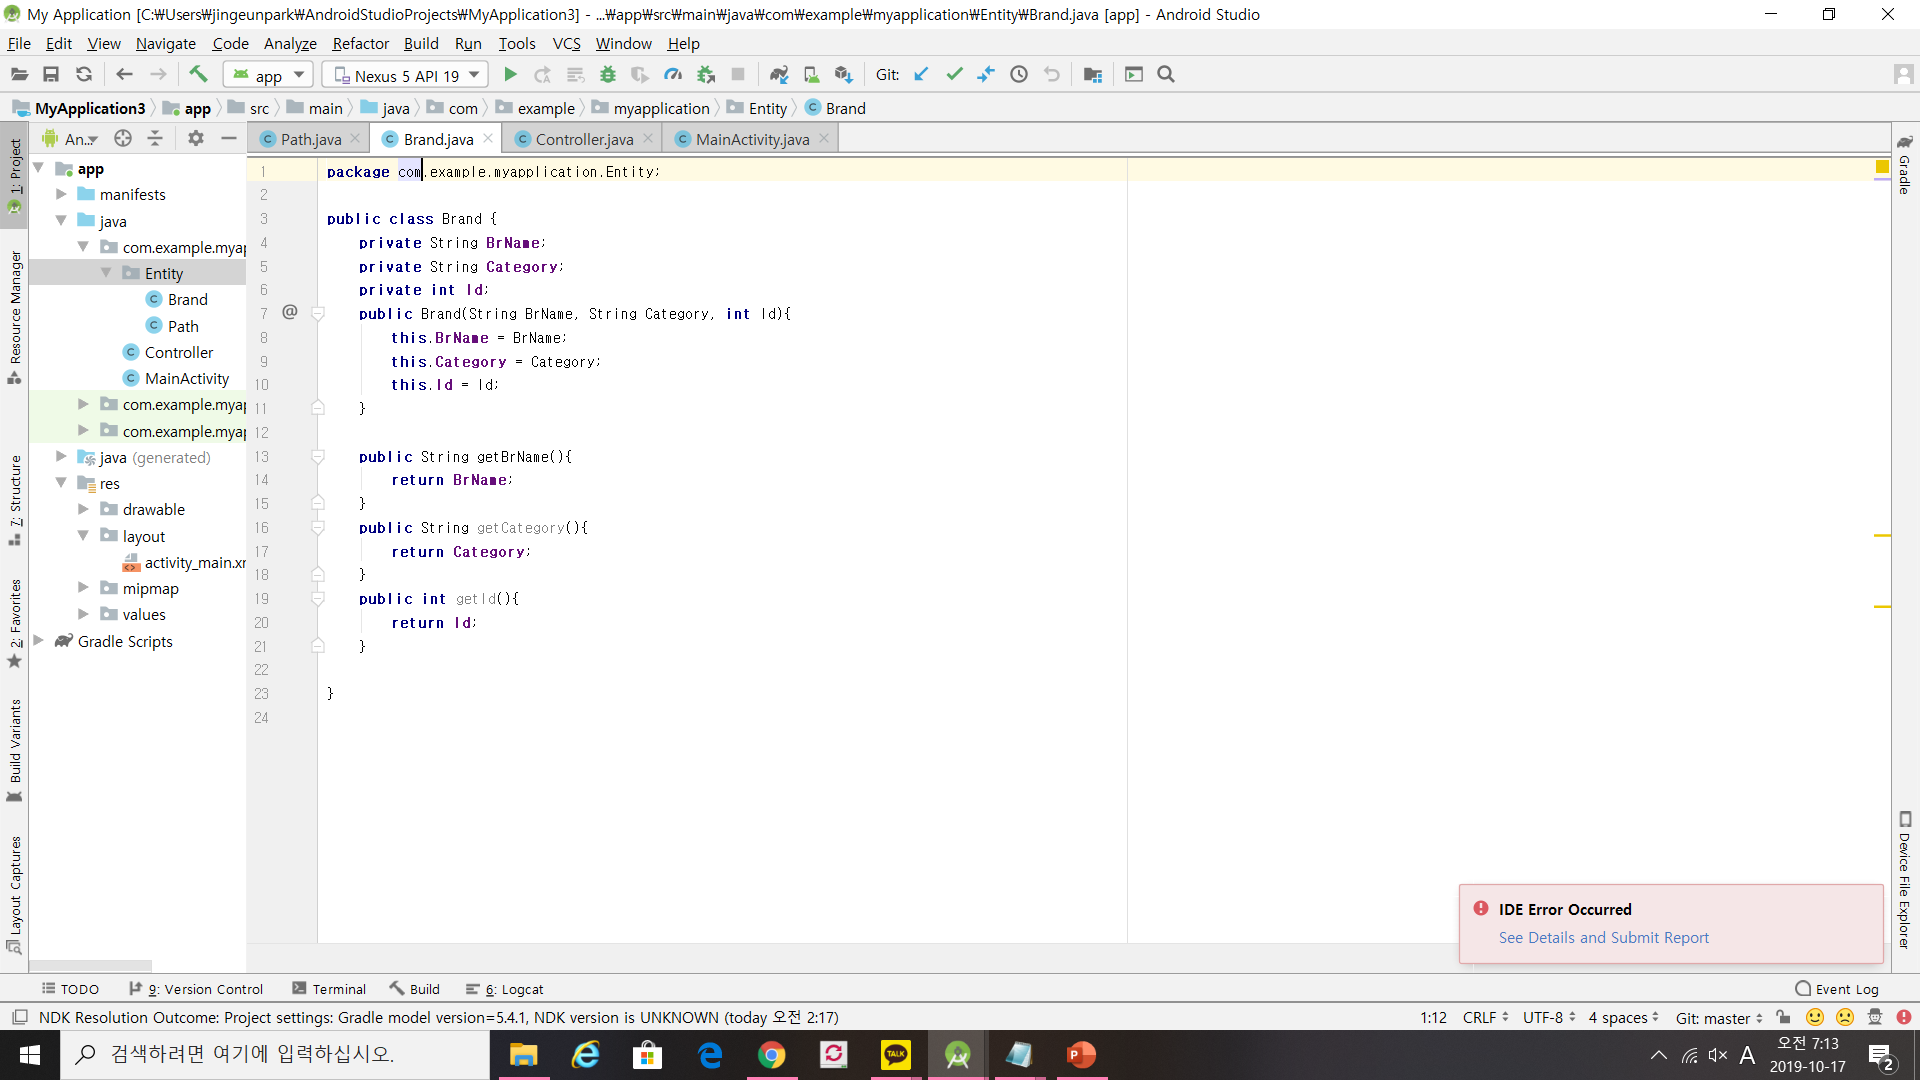 My Application [C:₩Users₩jingeunpark₩AndroidStudioProjects₩MyApplication3] - ...₩app₩src₩main₩java₩com₩example₩myapplication₩Entity₩Brand.java [app] - Android Studio
File Edit View Navigate Code Analyze Refactor Build Run Tools VCS Window Help
app Nexus 5 API 19 Git:
MyApplication3 app src main java com example myapplication Entity Brand
An... Path.java Brand.java Controller.java MainActivity.java
1: Project
Resource Manager
7: Structure
2: Favorites
Build Variants
Layout Captures
app
manifests
java
com.example.myap
Entity
Brand
Path
Controller
MainActivity
com.example.myap
com.example.myap
java (generated)
res
drawable
layout
activity_main.xr
mipmap
values
Gradle Scripts
1 package com.example.myapplication.Entity;
2
3 public class Brand {
4 private String BrName;
5 private String Category;
6 private int Id;
7 @ public Brand(String BrName, String Category, int Id){
8 this.BrName = BrName;
9 this.Category = Category;
10 this.Id = Id;
11 }
12
13 public String getBrName(){
14 return BrName;
15 }
16 public String getCategory(){
17 return Category;
18 }
19 public int getId(){
20 return Id;
21 }
22
23 }
24
Gradle
Device File Explorer
IDE Error Occurred
See Details and Submit Report
TODO 9: Version Control Terminal Build 6: Logcat Event Log
NDK Resolution Outcome: Project settings: Gradle model version=5.4.1, NDK version is UNKNOWN (today 오전 2:17) 1:12 CRLF UTF-8 4 spaces Git: master
검색하려면 여기에 입력하십시오.
TALK
A
오전 7:13
2019-10-17
2